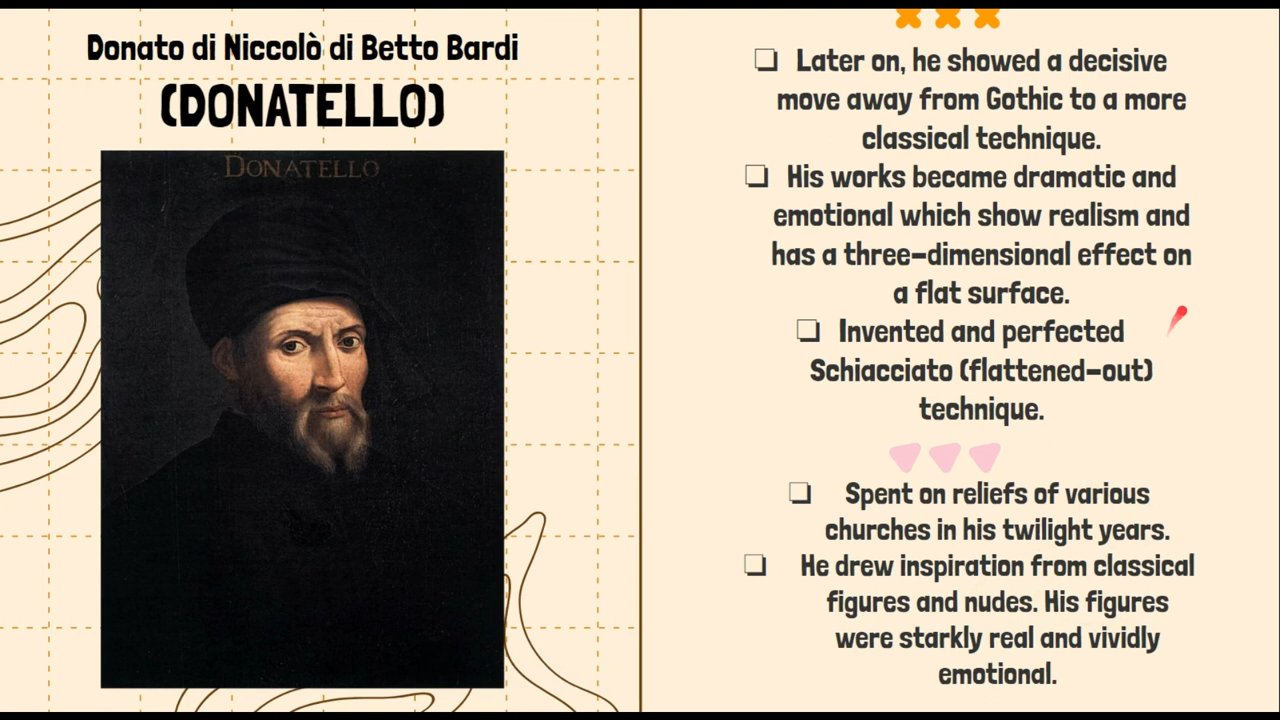 Donato di Niccolò di Betto Bardi
(DONATELLO)
DONATELLO
❏ Later on, he showed a decisive
move away from Gothic to a more
classical technique.
❏ His works became dramatic and
emotional which show realism and
has a three-dimensional effect on
a flat surface.
❏ Invented and perfected
Schiacciato (flattened-out)
technique.
❏ Spent on reliefs of various
churches in his twilight years.
❏ He drew inspiration from classical
figures and nudes. His figures
were starkly real and vividly
emotional.